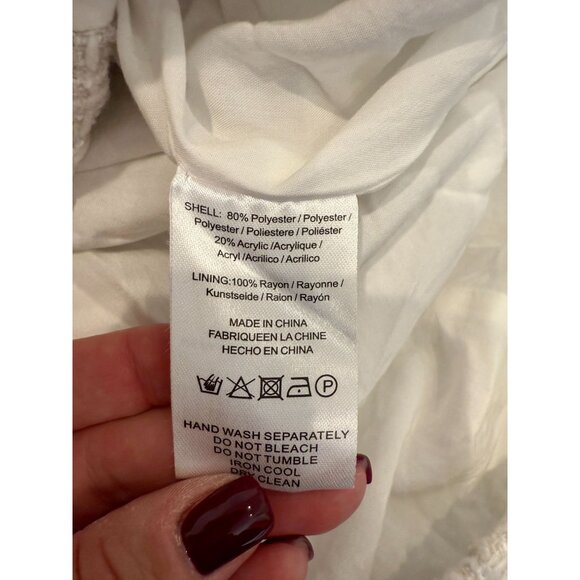 SHELL: 80% Polyester / Polyester /
Polyester / Poliestere / Poliéster
20% Acrylic /Acrylique /
Acryl /Acrilico / Acrilico
LINING:100% Rayon / Rayonne /
Kunstseide / Raion / Rayón
MADE IN CHINA
FABRIQUEEN LA CHINE
HECHO EN CHINA
P
HAND WASH SEPARATELY
DO NOT BLEACH
DO NOT TUMBLE
IRON COOL
DRY CLEAN